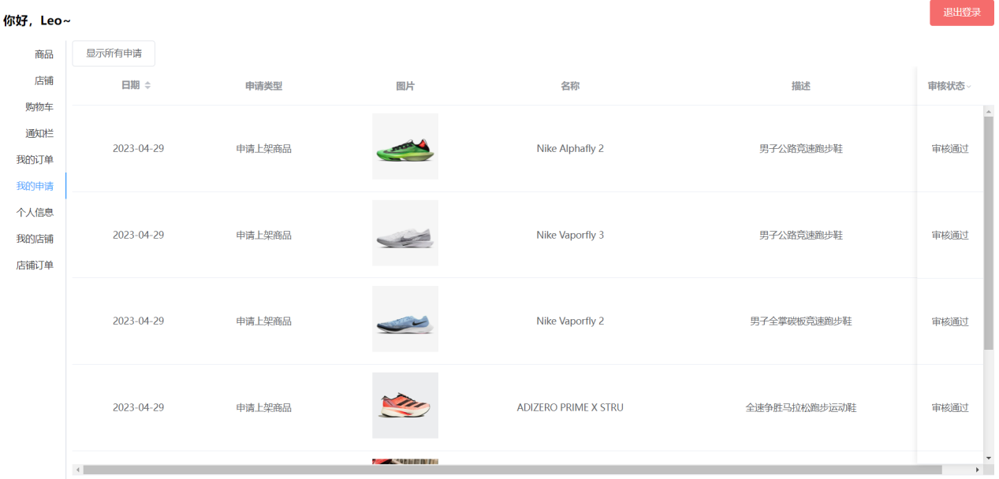 你好，Leo~
退出登录
商品
店铺
购物车
通知栏
我的订单
我的申请
个人信息
我的店铺
店铺订单
显示所有申请
日期 申请类型 图片 名称 描述 审核状态
2023-04-29 申请上架商品 Nike Alphafly 2 男子公路竞速跑步鞋 审核通过
2023-04-29 申请上架商品 Nike Vaporfly 3 男子公路竞速跑步鞋 审核通过
2023-04-29 申请上架商品 Nike Vaporfly 2 男子全掌碳板竞速跑步鞋 审核通过
2023-04-29 申请上架商品 ADIZERO PRIME X STRU 全速争胜马拉松跑步运动鞋 审核通过